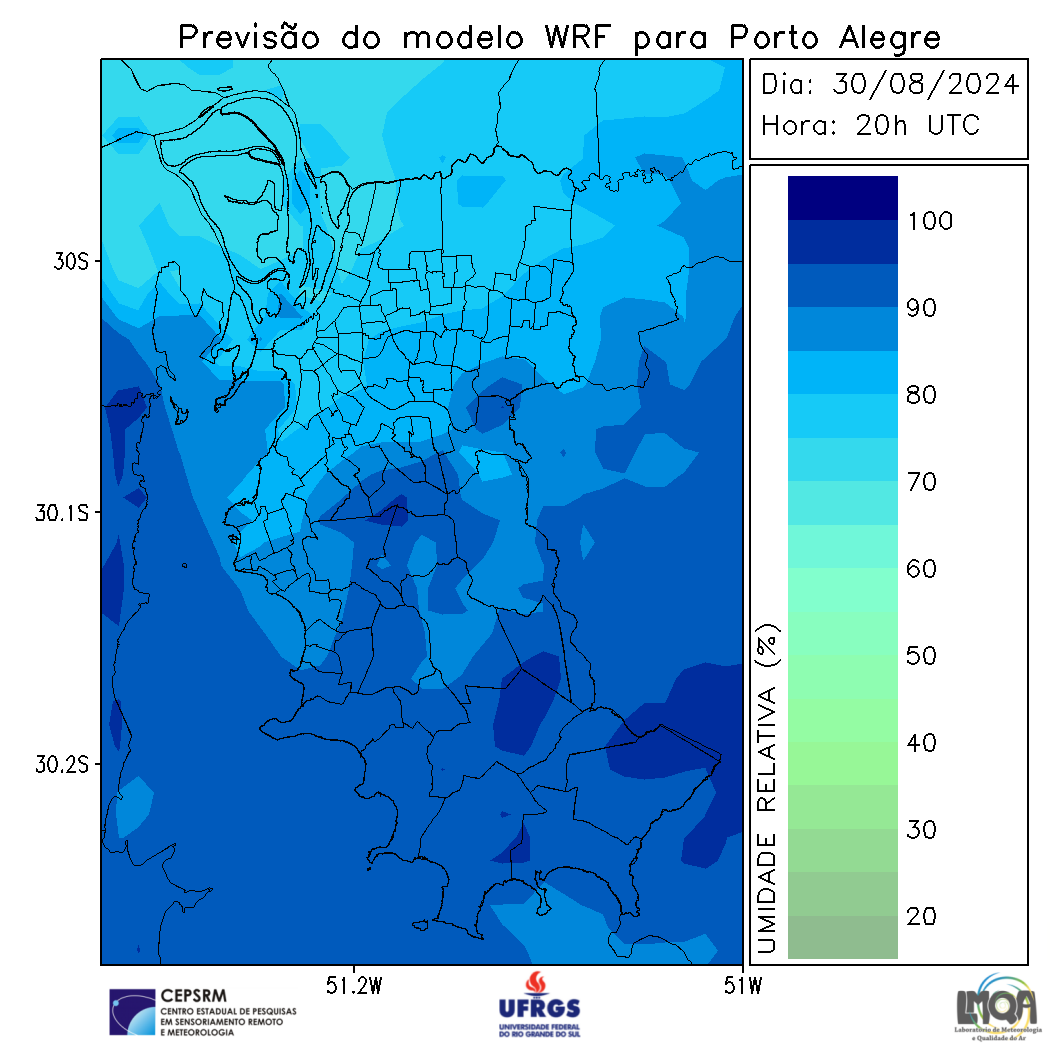 Previsão do modelo WRF para Porto Alegre
Dia: 30/08/2024
Hora: 20h UTC
30S
30.1S
30.2S
51.2W
51W
100
90
80
70
60
50
40
30
20
UMIDADE RELATIVA (%)
CEPSRM
CENTRO ESTADUAL DE PESQUISAS
EM SENSORIAMENTO REMOTO
E METEOROLOGIA
UFRGS
UNIVERSIDADE FEDERAL
DO RIO GRANDE DO SUL
LMQA
Laboratório de Meteorologia
e Qualidade do Ar